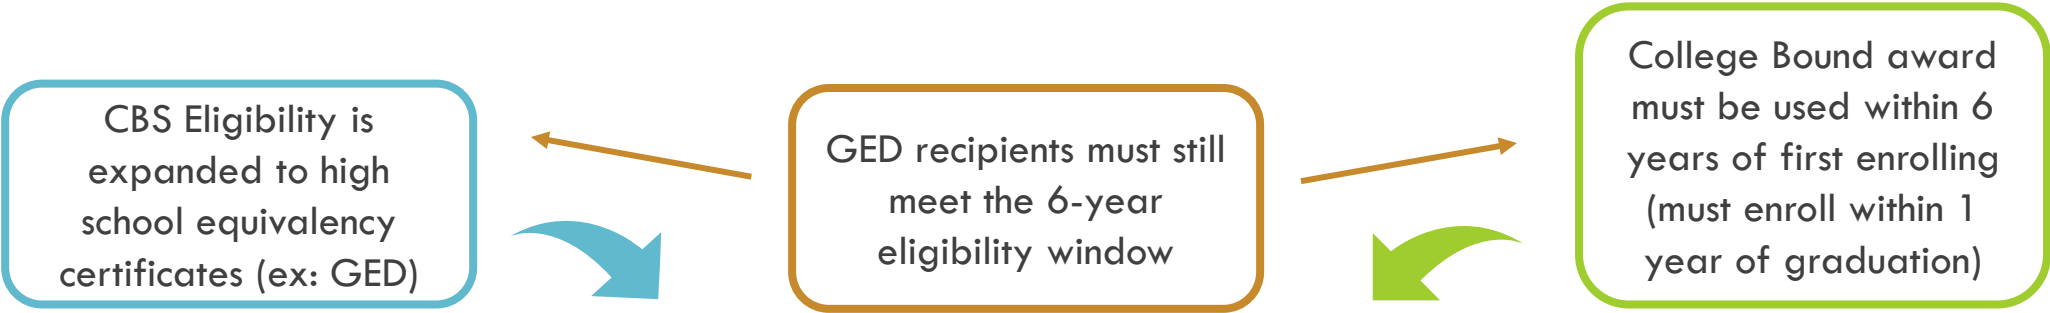 CBS Eligibility is
expanded to high
school equivalency
certificates (ex: GED)
GED recipients must still
meet the 6-year
eligibility window
College Bound award
must be used within 6
years of first enrolling
(must enroll within 1
year of graduation)